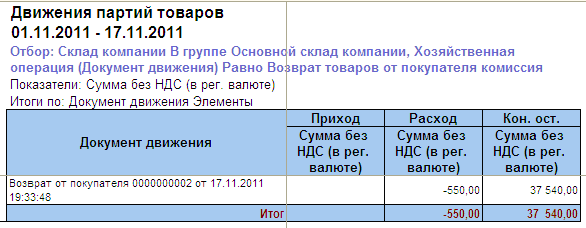 Движения партий товаров
01.11.2011 - 17.11.2011
Отбор: Склад компании В группе Основной склад компании, Хозяйственная
операция (Документ движения) Равно Возврат товаров от покупателя комиссия
Показатели: Сумма без НДС (в рег. валюте)
Итоги по: Документ движения Элементы
Документ движения
Приход
Расход
Кон. ост.
Сумма без
НДС (в рег.
валюте)
Сумма без
НДС (в рег.
валюте)
Сумма без
НДС (в рег.
валюте)
Возврат от покупателя 0000000002 от 17.11.2011
19:33:48
-550,00
37 540,00
Итог
-550,00
37 540,00